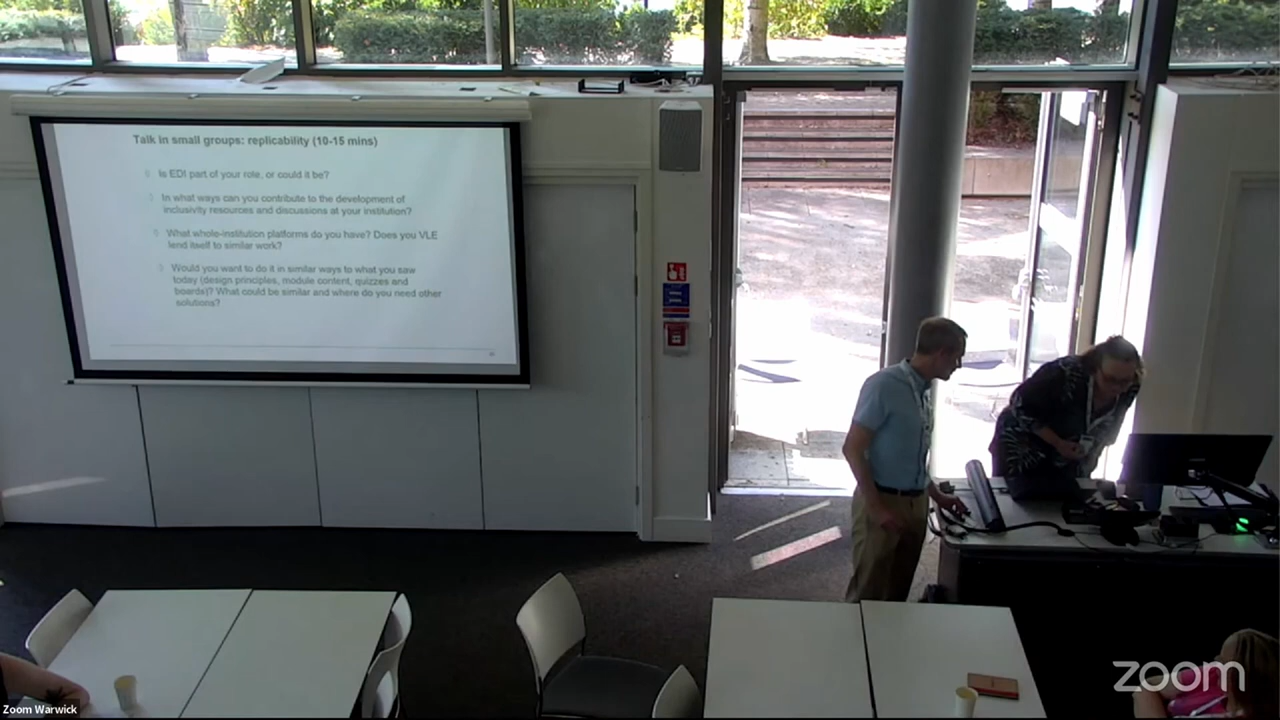 Talk in small groups: replicability (10-15 mins)
Is EDI part of your role, or could it be?
In what ways can you contribute to the development of
inclusivity resources and discussions at your institution?
What whole-institution platforms do you have? Does you VLE
lend itself to similar work?
Would you want to do it in similar ways to what you saw
today (design principles, module content, quizzes and
boards)? What could be similar and where do you need other
solutions?
zoom
Zoom Warwick